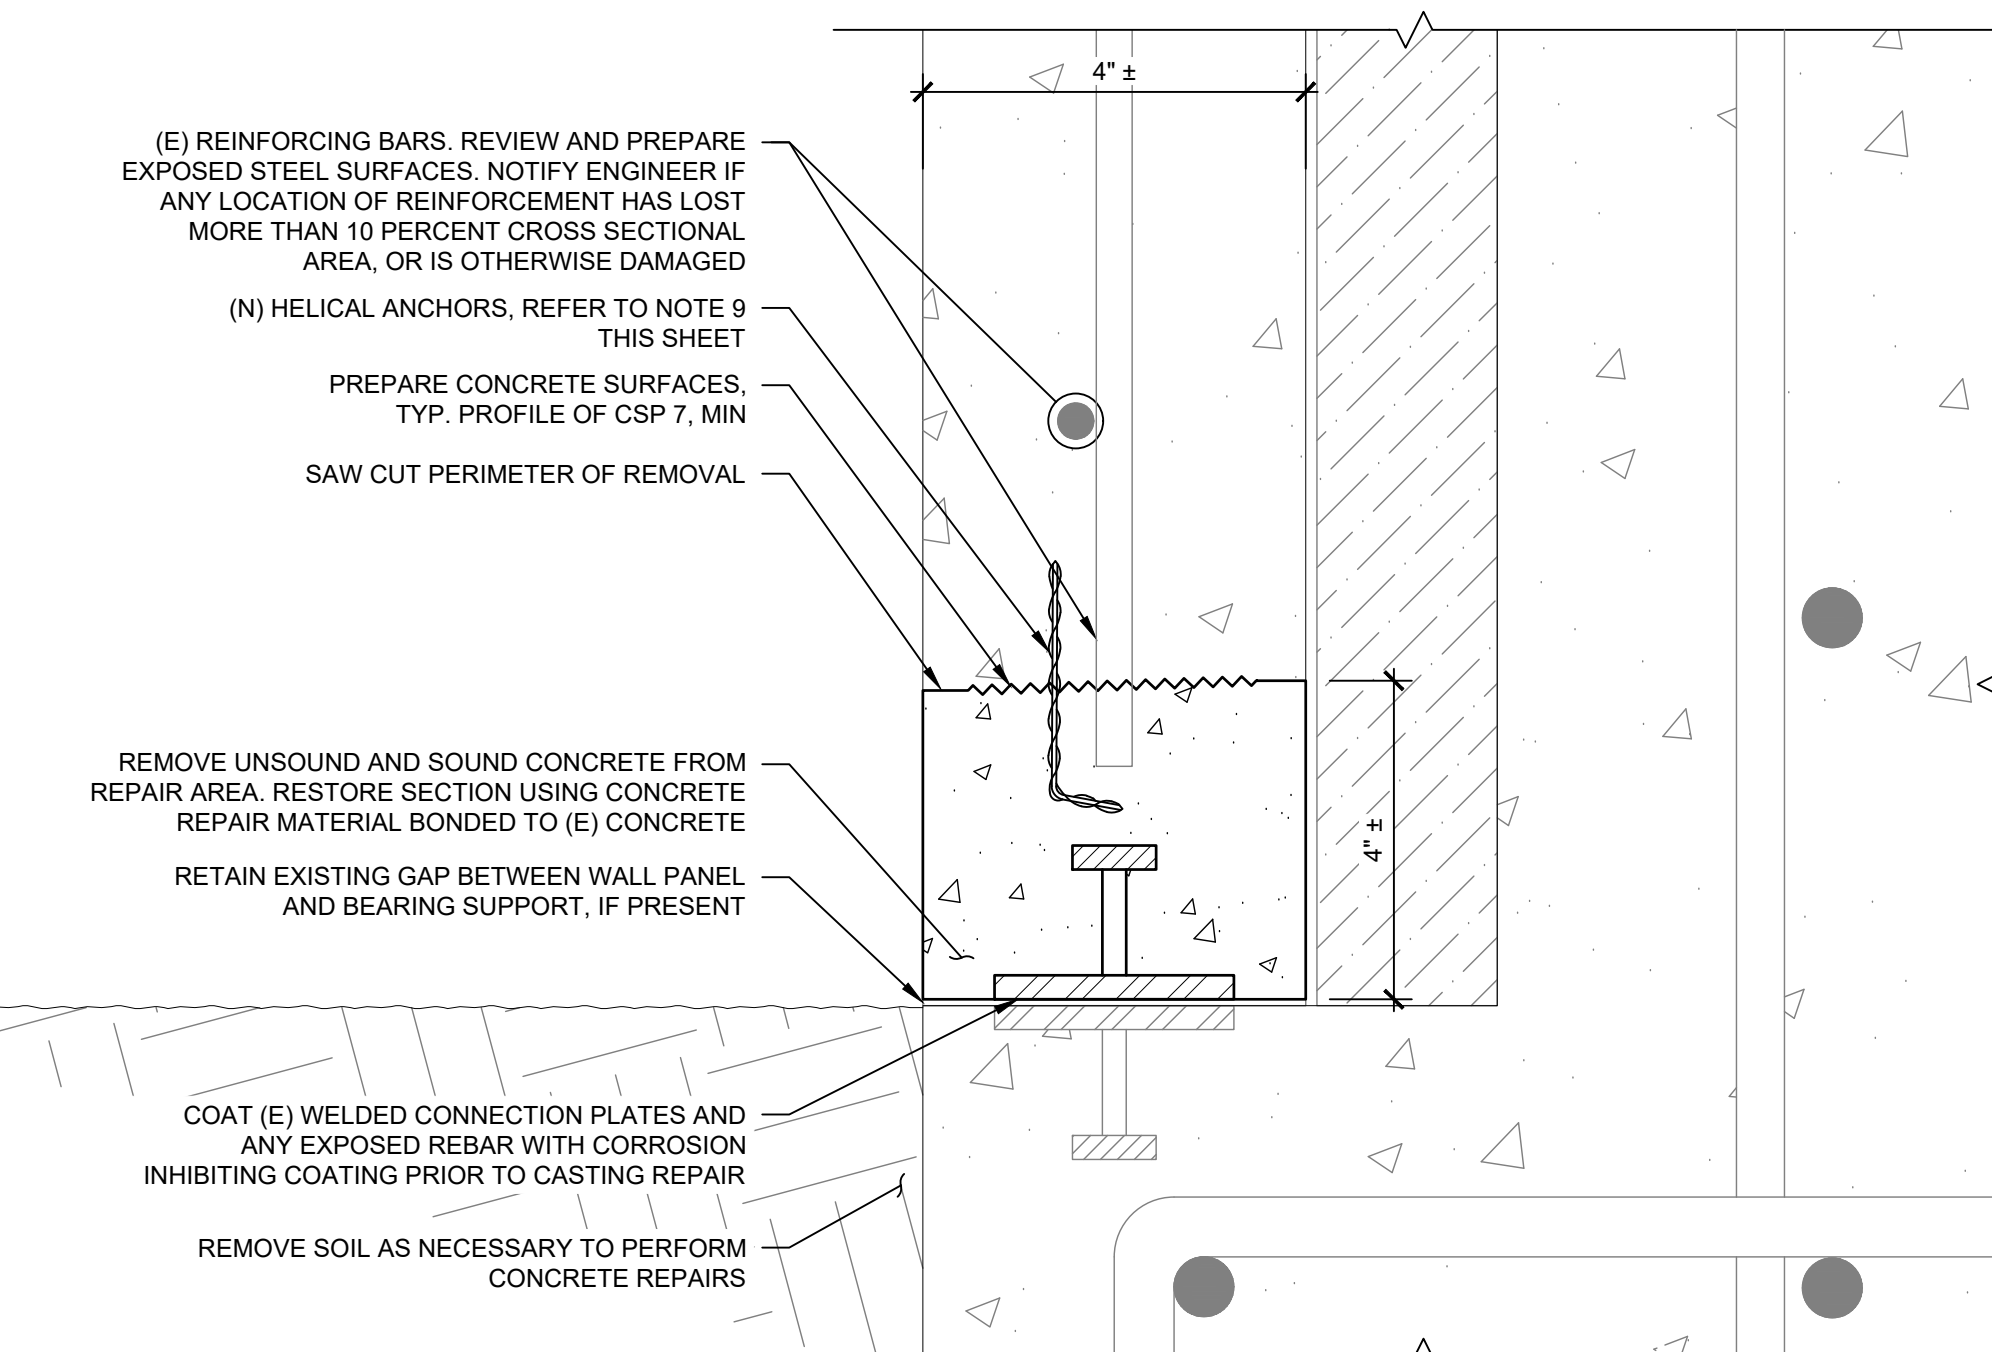 4" ±
(E) REINFORCING BARS. REVIEW AND PREPARE
EXPOSED STEEL SURFACES. NOTIFY ENGINEER IF
ANY LOCATION OF REINFORCEMENT HAS LOST
MORE THAN 10 PERCENT CROSS SECTIONAL
AREA, OR IS OTHERWISE DAMAGED
(N) HELICAL ANCHORS, REFER TO NOTE 9
THIS SHEET
PREPARE CONCRETE SURFACES,
TYP. PROFILE OF CSP 7, MIN
SAW CUT PERIMETER OF REMOVAL
REMOVE UNSOUND AND SOUND CONCRETE FROM
REPAIR AREA. RESTORE SECTION USING CONCRETE
REPAIR MATERIAL BONDED TO (E) CONCRETE
4" ±
RETAIN EXISTING GAP BETWEEN WALL PANEL
AND BEARING SUPPORT, IF PRESENT
COAT (E) WELDED CONNECTION PLATES AND
ANY EXPOSED REBAR WITH CORROSION
INHIBITING COATING PRIOR TO CASTING REPAIR
REMOVE SOIL AS NECESSARY TO PERFORM
CONCRETE REPAIRS